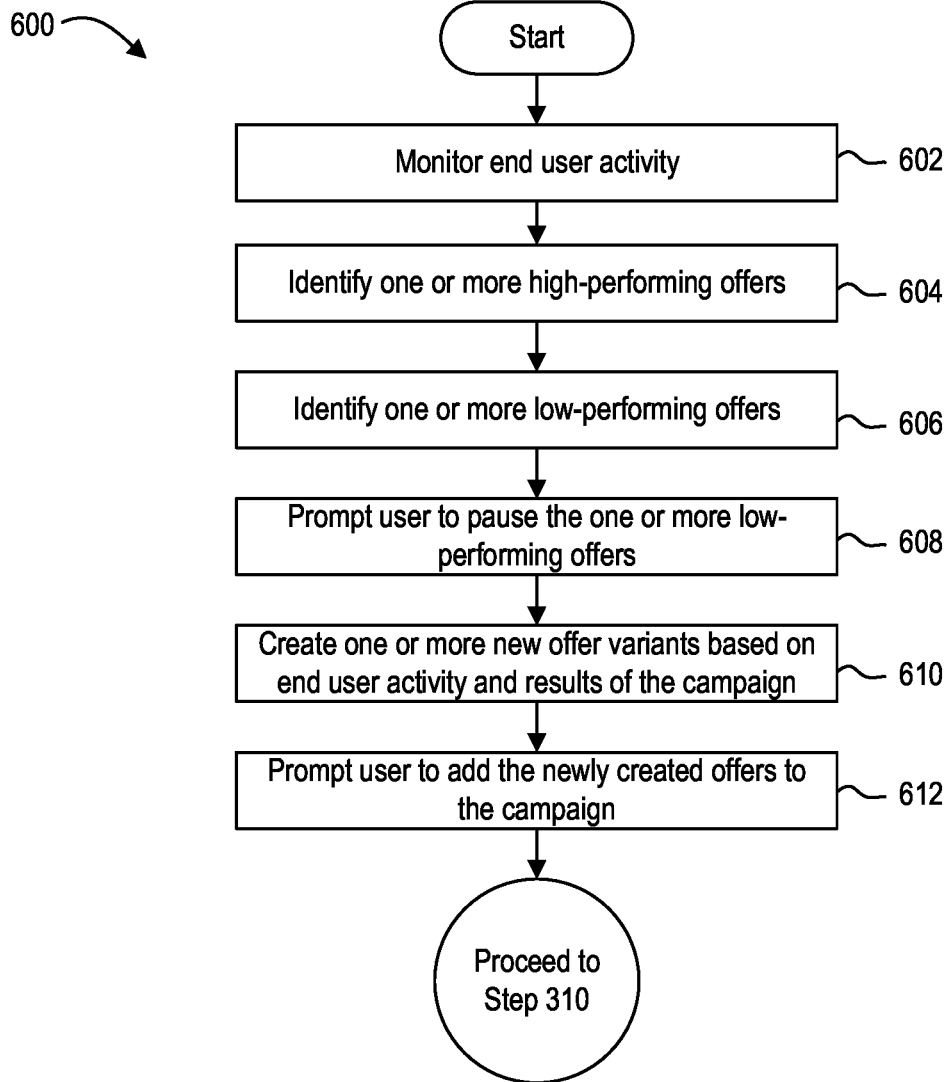 600
Start
Monitor end user activity
602
Identify one or more high-performing offers
604
Identify one or more low-performing offers
606
Prompt user to pause the one or more low-
performing offers
608
Create one or more new offer variants based on
end user activity and results of the campaign
610
Prompt user to add the newly created offers to
the campaign
612
Proceed to
Step 310